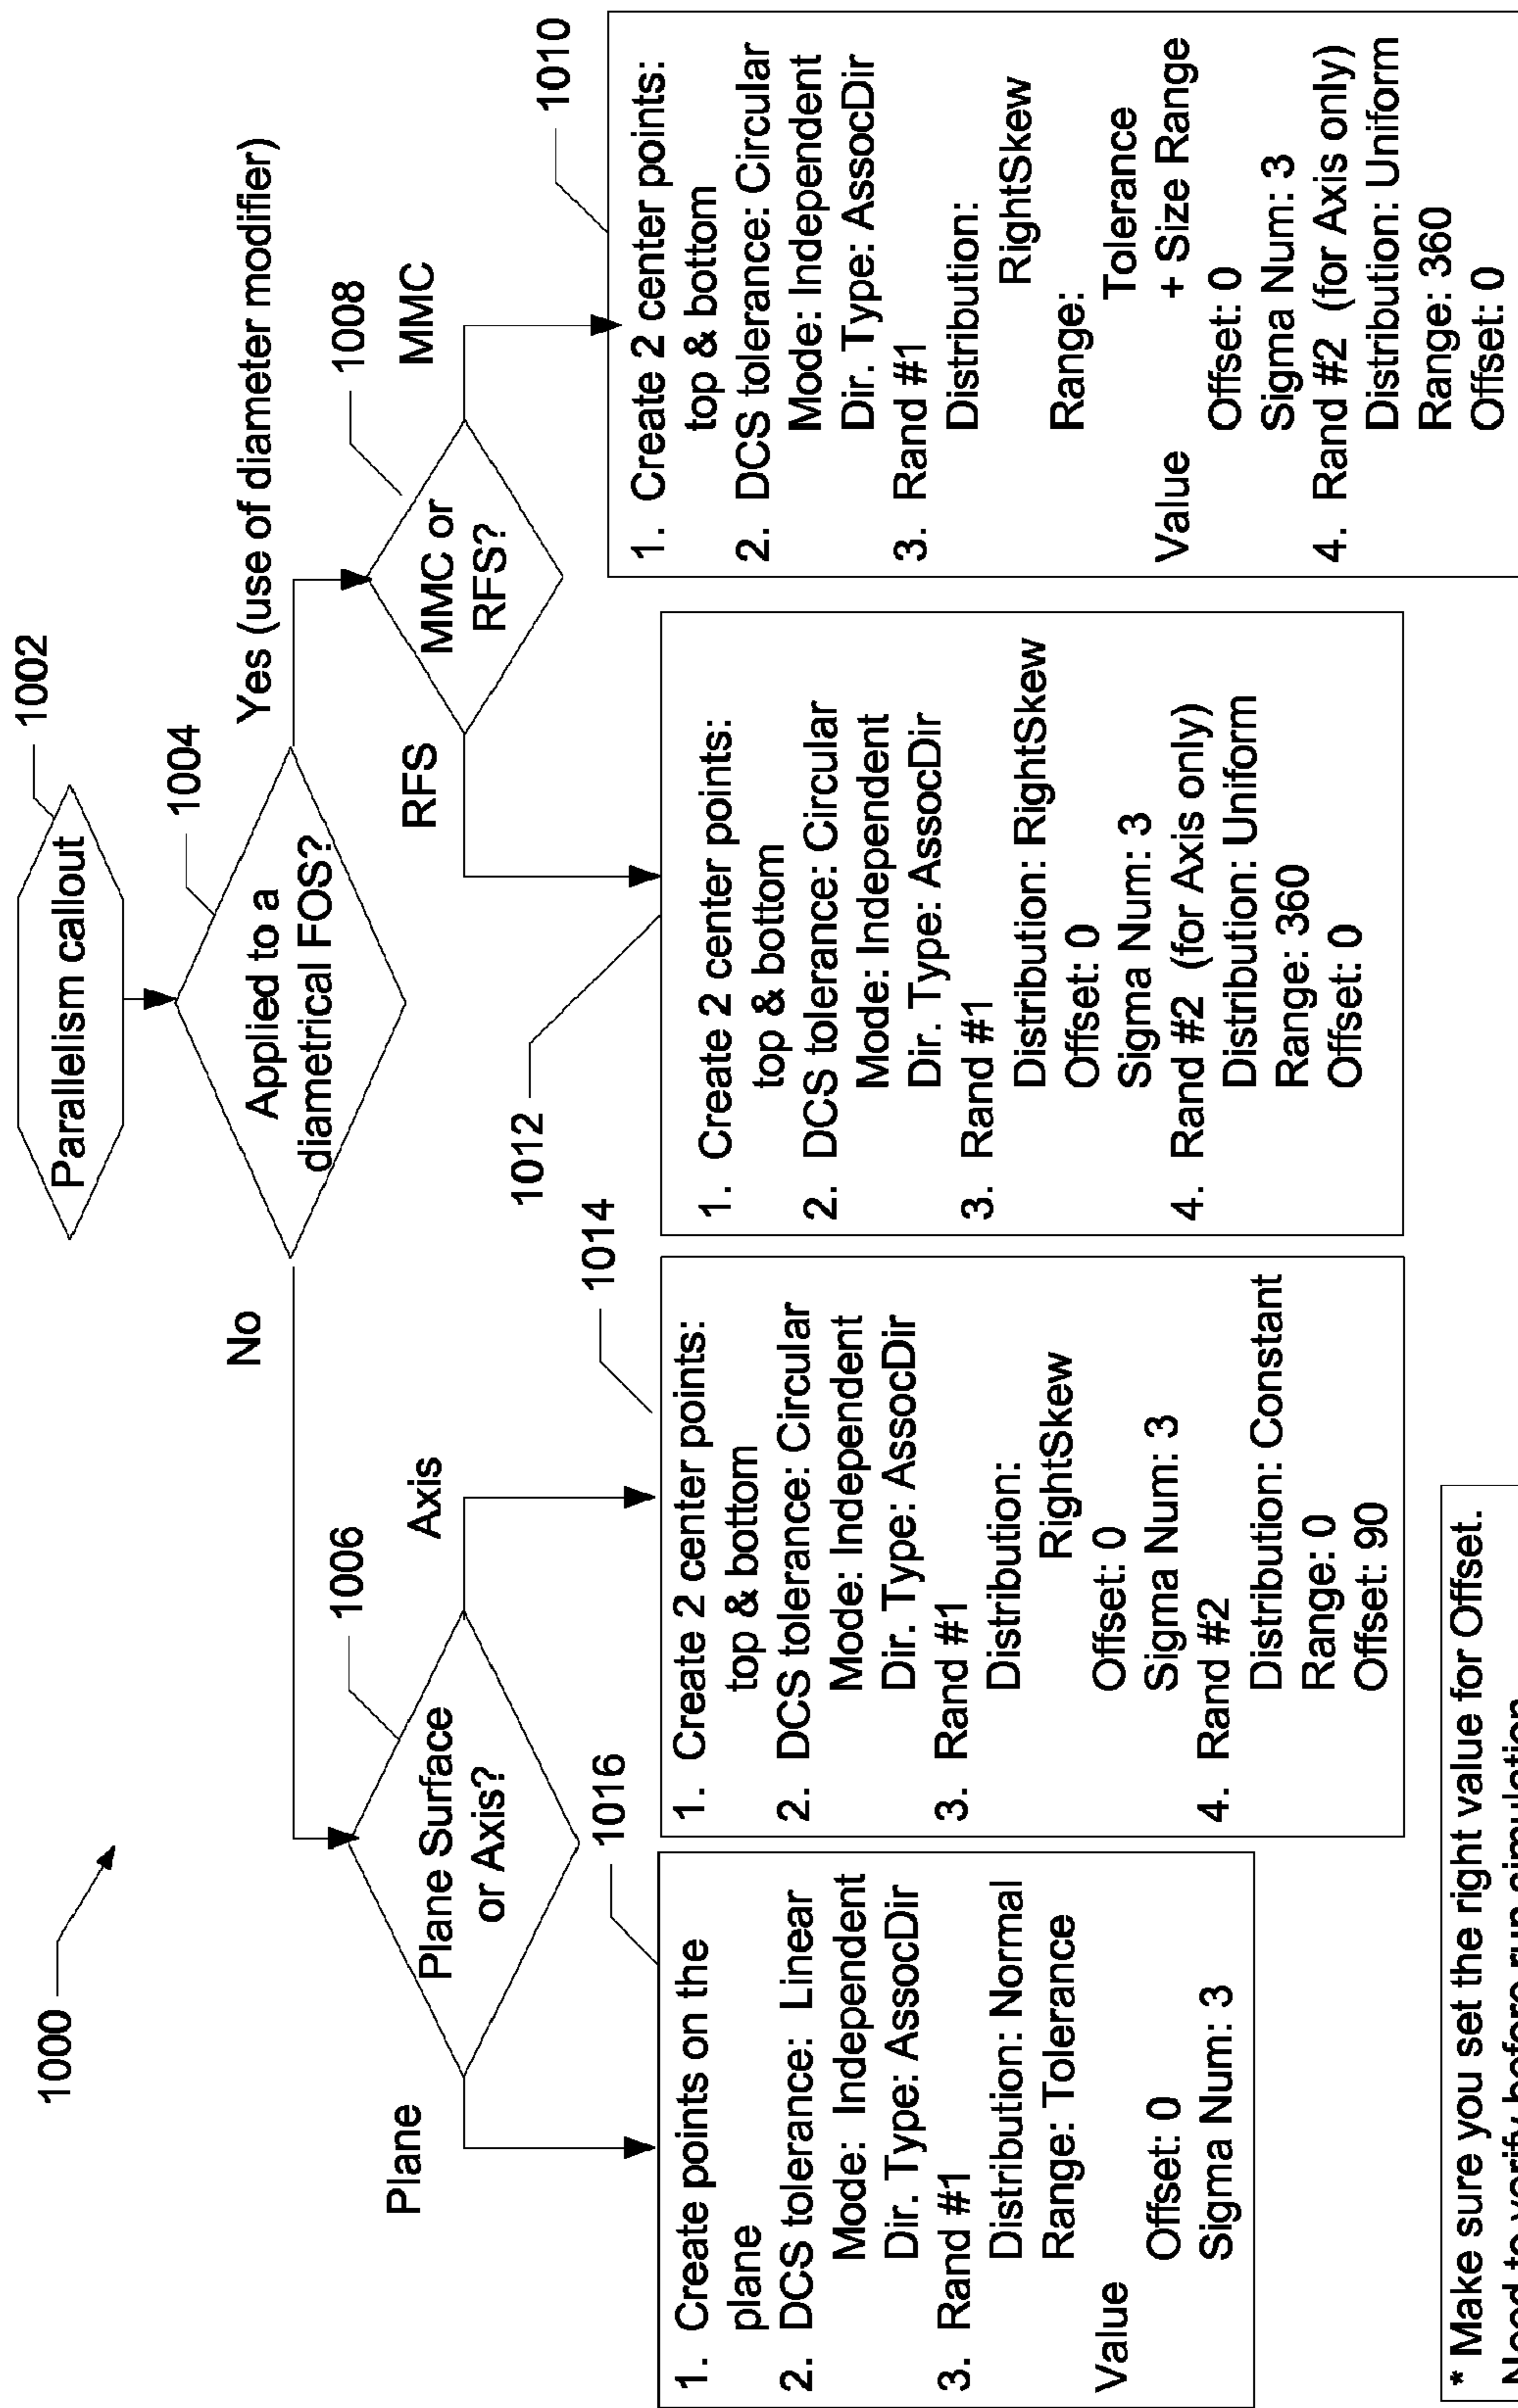 1000
Parallelism callout
1002
Applied to a
diametrical FOS?
1004
No
Yes (use of diameter modifier)
Plane Surface
or Axis?
1006
MMC or
RFS?
1008
Plane
Axis
RFS
MMC
1016
1. Create points on the
plane
2. DCS tolerance: Linear
Mode: Independent
Dir. Type: AssocDir
3. Rand #1
Distribution: Normal
Range: Tolerance
Value
Offset: 0
Sigma Num: 3
1014
1. Create 2 center points:
top & bottom
2. DCS tolerance: Circular
Mode: Independent
Dir. Type: AssocDir
3. Rand #1
Distribution:
RightSkew
Offset: 0
Sigma Num: 3
4. Rand #2
Distribution: Constant
Range: 0
Offset: 90
1012
1. Create 2 center points:
top & bottom
2. DCS tolerance: Circular
Mode: Independent
Dir. Type: AssocDir
3. Rand #1
Distribution: RightSkew
Offset: 0
Sigma Num: 3
4. Rand #2 (for Axis only)
Distribution: Uniform
Range: 360
Offset: 0
1010
1. Create 2 center points:
top & bottom
2. DCS tolerance: Circular
Mode: Independent
Dir. Type: AssocDir
3. Rand #1
Distribution:
RightSkew
Range:
Tolerance
Value + Size Range
Offset: 0
Sigma Num: 3
4. Rand #2 (for Axis only)
Distribution: Uniform
Range: 360
Offset: 0
* Make sure you set the right value for Offset.
Need to verify before run simulation